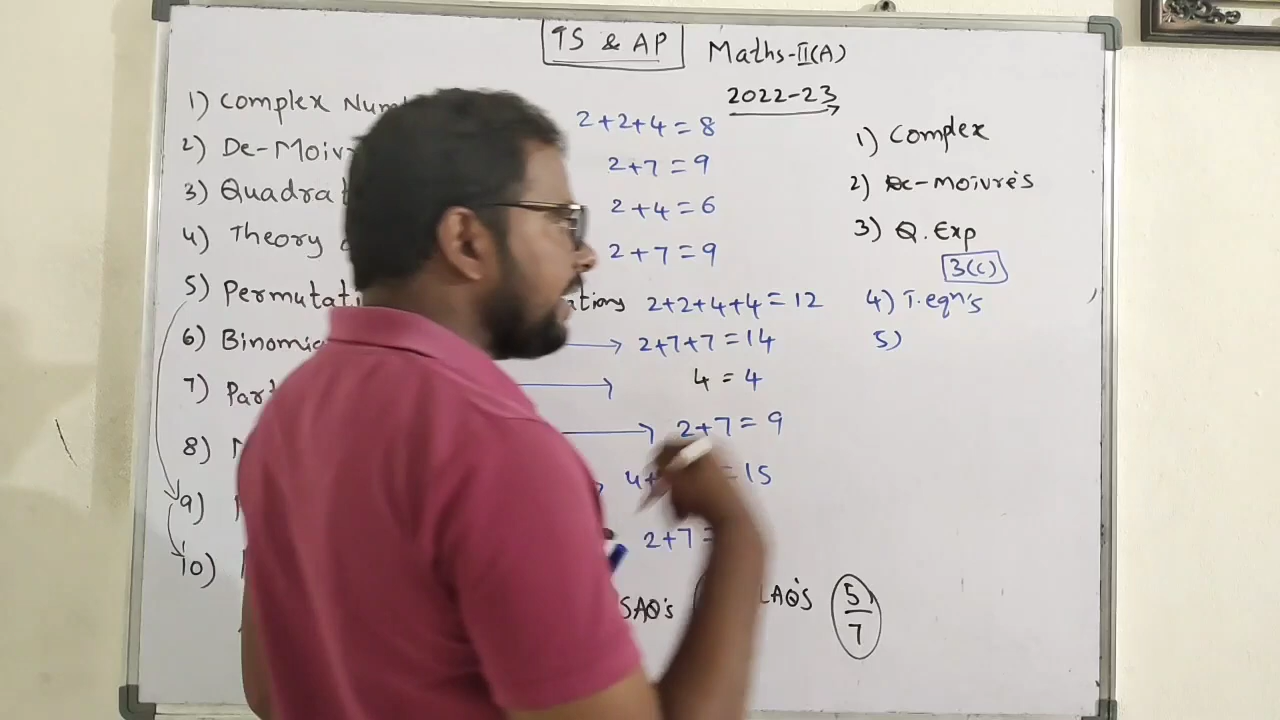 TS & AP Maths-II(A)
2022-23
1) Complex Num 2+2+4=8
2) De-Moiv 2+7=9
3) Quadrat 2+4=6
4) Theory 2+7=9
5) Permutati ations 2+2+4+4=12
6) Binomi 2+7+7=14
7) Part 4=4
8) 2+7=9
9) 4+ =15
10) 2+7=
SAQ's LAQ's 5/7
1) Complex
2) De-Moivre's
3) Q.Exp
3(c)
4) T.eqn's
5)